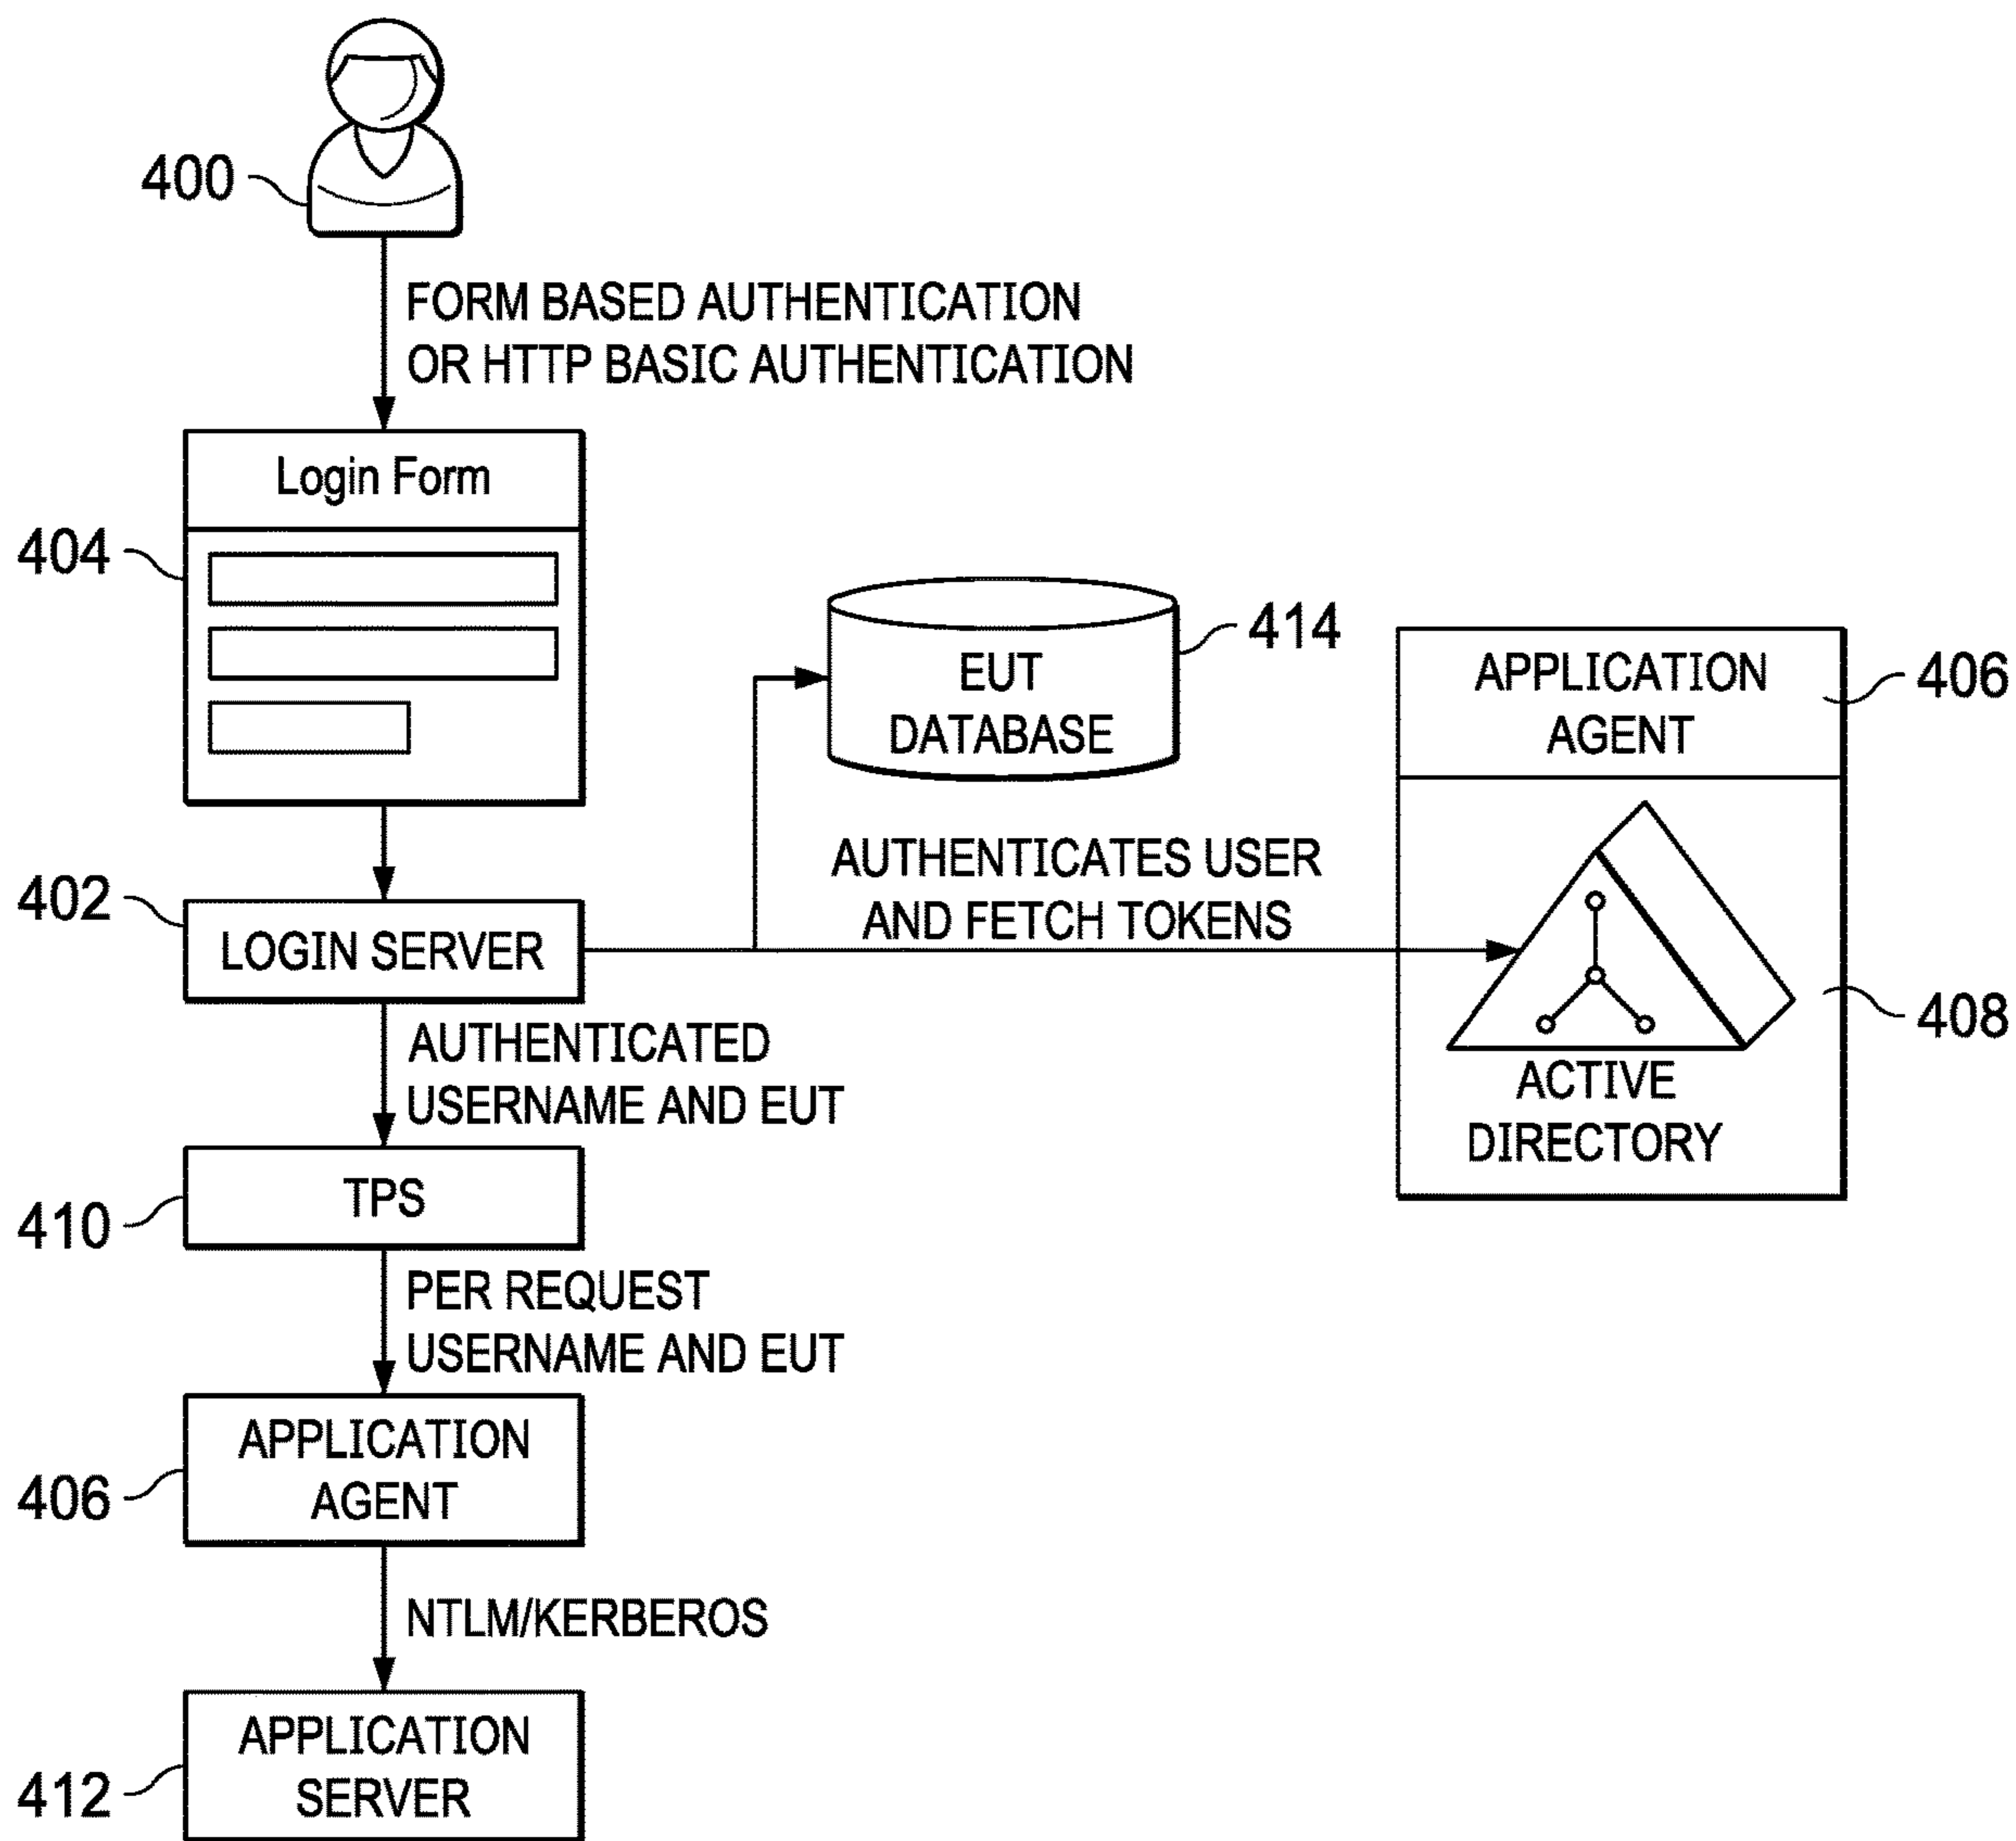 400
FORM BASED AUTHENTICATION
OR HTTP BASIC AUTHENTICATION
Login Form
404
414
EUT
DATABASE
APPLICATION
AGENT
406
AUTHENTICATES USER
AND FETCH TOKENS
402
LOGIN SERVER
408
ACTIVE
DIRECTORY
AUTHENTICATED
USERNAME AND EUT
TPS
410
PER REQUEST
USERNAME AND EUT
APPLICATION
AGENT
406
NTLM/KERBEROS
APPLICATION
SERVER
412